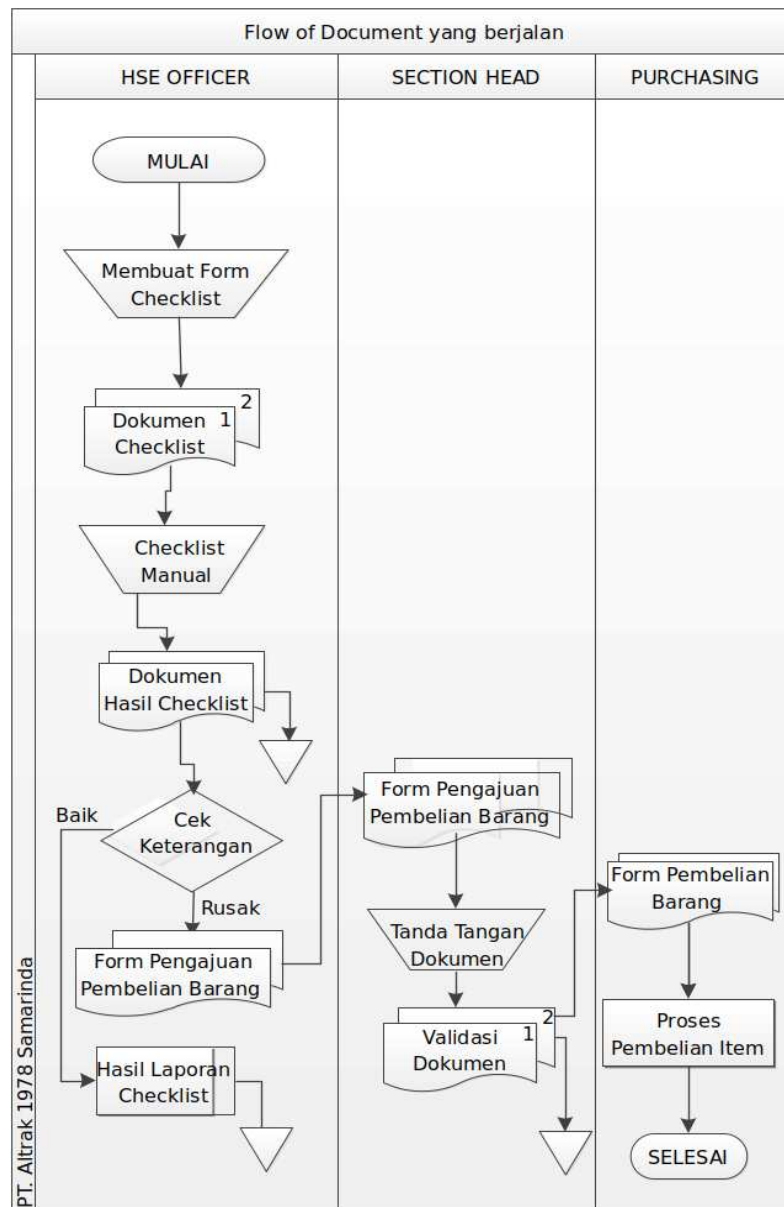 Flow of Document yang berjalan
HSE OFFICER
SECTION HEAD
PURCHASING
PT. Altrak 1978 Samarinda
MULAI
Membuat Form
Checklist
2
Dokumen 1
Checklist
Checklist
Manual
Dokumen
Hasil Checklist
Cek
Keterangan
Baik
Rusak
Form Pengajuan
Pembelian Barang
Hasil Laporan
Checklist
Form Pengajuan
Pembelian Barang
Tanda Tangan
Dokumen
2
Validasi 1
Dokumen
Form Pembelian
Barang
Proses
Pembelian Item
SELESAI